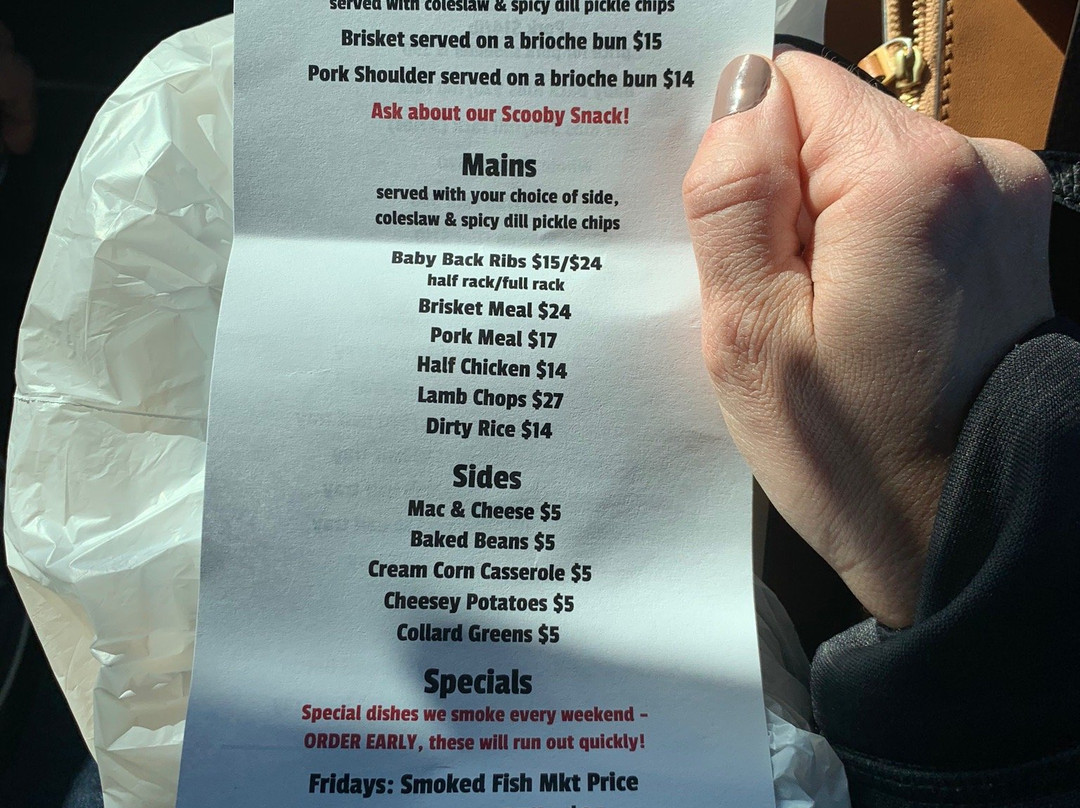 served with coleslaw & spicy dill pickle chips
Brisket served on a brioche bun $15
Pork Shoulder served on a brioche bun $14
Ask about our Scooby Snack!
Mains
served with your choice of side,
coleslaw & spicy dill pickle chips
Baby Back Ribs $15/$24
half rack/full rack
Brisket Meal $24
Pork Meal $17
Half Chicken $14
Lamb Chops $27
Dirty Rice $14
Sides
Mac & Cheese $5
Baked Beans $5
Cream Corn Casserole $5
Cheesey Potatoes $5
Collard Greens $5
Specials
Special dishes we smoke every weekend –
ORDER EARLY, these will run out quickly!
Fridays: Smoked Fish Mkt Price